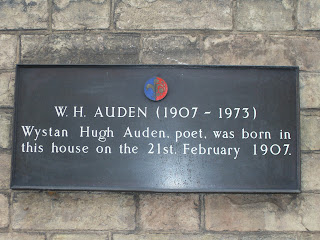 W. H. AUDEN (1907 - 1973)
Wystan Hugh Auden, poet, was born in
this house on the 21st. February 1907.